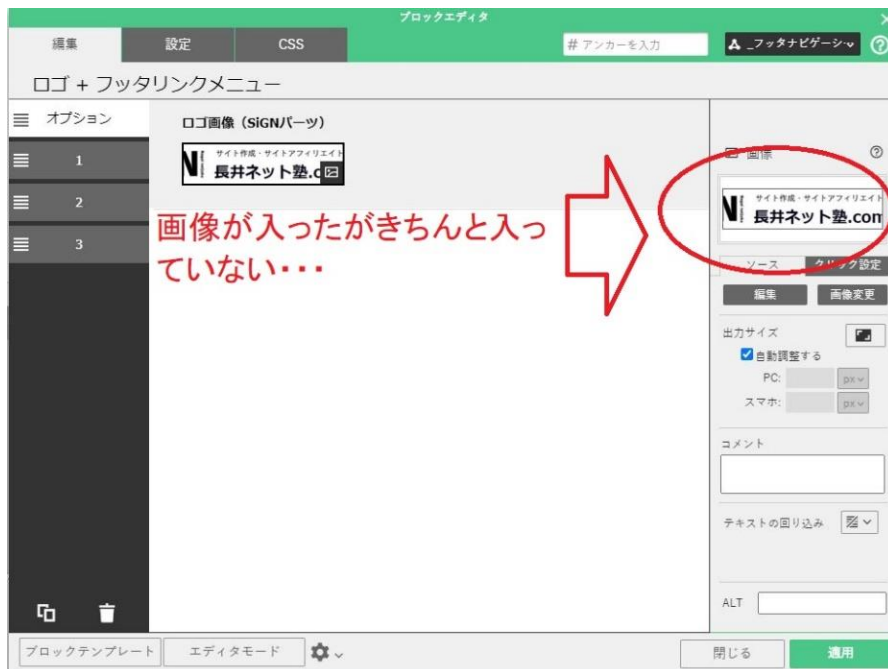 ブロックエディタ
編集
設定
CSS
# アンカーを入力
_フッタナビゲーシ
ロゴ + フッタリンクメニュー
オプション
1
2
3
ロゴ画像（SiGNパーツ）
サイト作成・サイトアフィリエイト
長井ネット塾.c
画像が入ったがきちんと入っ
ていない・・・
画像
サイト作成・サイトアフィリエイト
長井ネット塾.com
ソース
クリック設定
編集
画像変更
出力サイズ
自動調整する
PC:
px
スマホ:
px
コメント
テキストの回り込み
ALT
ブロックテンプレート
エディタモード
閉じる
適用